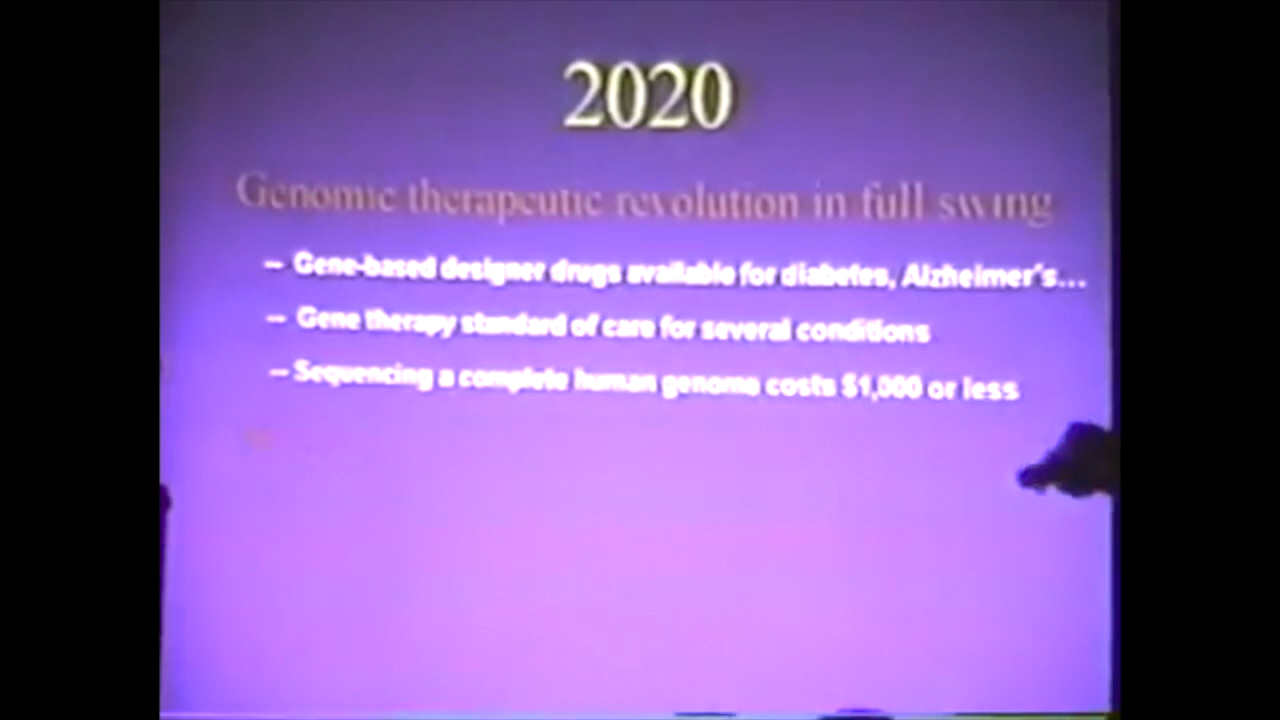 2020
Genomic therapeutic revolution in full swing
– Gene-based designer drugs available for diabetes, Alzheimer's...
– Gene therapy standard of care for several conditions
– Sequencing a complete human genome costs $1,000 or less